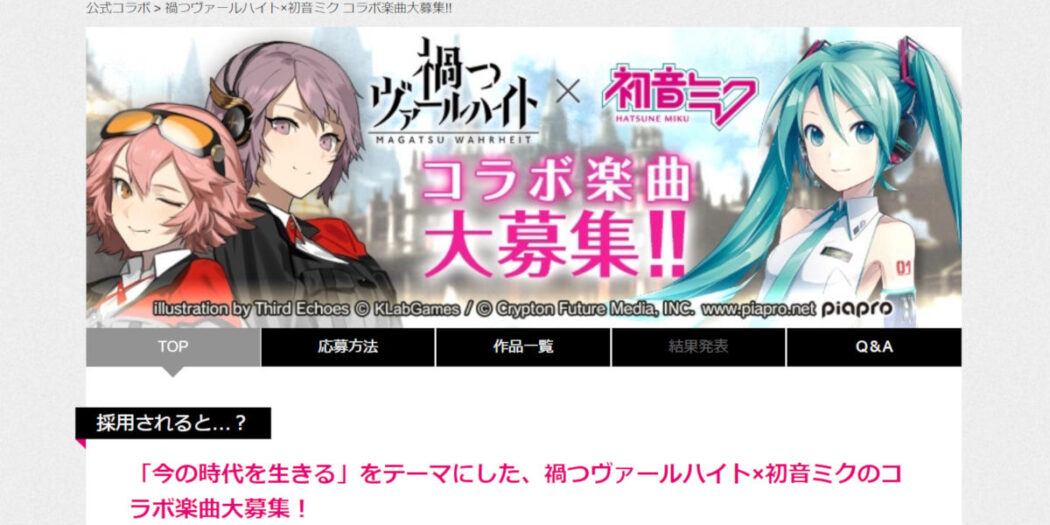 公式コラボ > 禍つヴァールハイト×初音ミク コラボ楽曲大募集!!
禍つ
ヴァールハイト
MAGATSU WAHRHEIT
×
初音ミク
HATSUNE MIKU
コラボ楽曲
大募集!!
01
illustration by Third Echoes © KLabGames / © Crypton Future Media, INC. www.piapro.net piapro
TOP 応募方法 作品一覧 結果発表 Q&A
採用されると…？
「今の時代を生きる」をテーマにした、禍つヴァールハイト×初音ミクのコ
ラボ楽曲大募集！